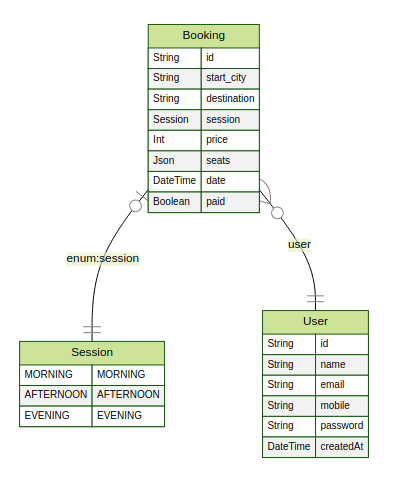 Booking
String id
String start_city
String destination
Session session
Int price
Json seats
DateTime date
Boolean paid
enum:session
user
Session
MORNING MORNING
AFTERNOON AFTERNOON
EVENING EVENING
User
String id
String name
String email
String mobile
String password
DateTime createdAt